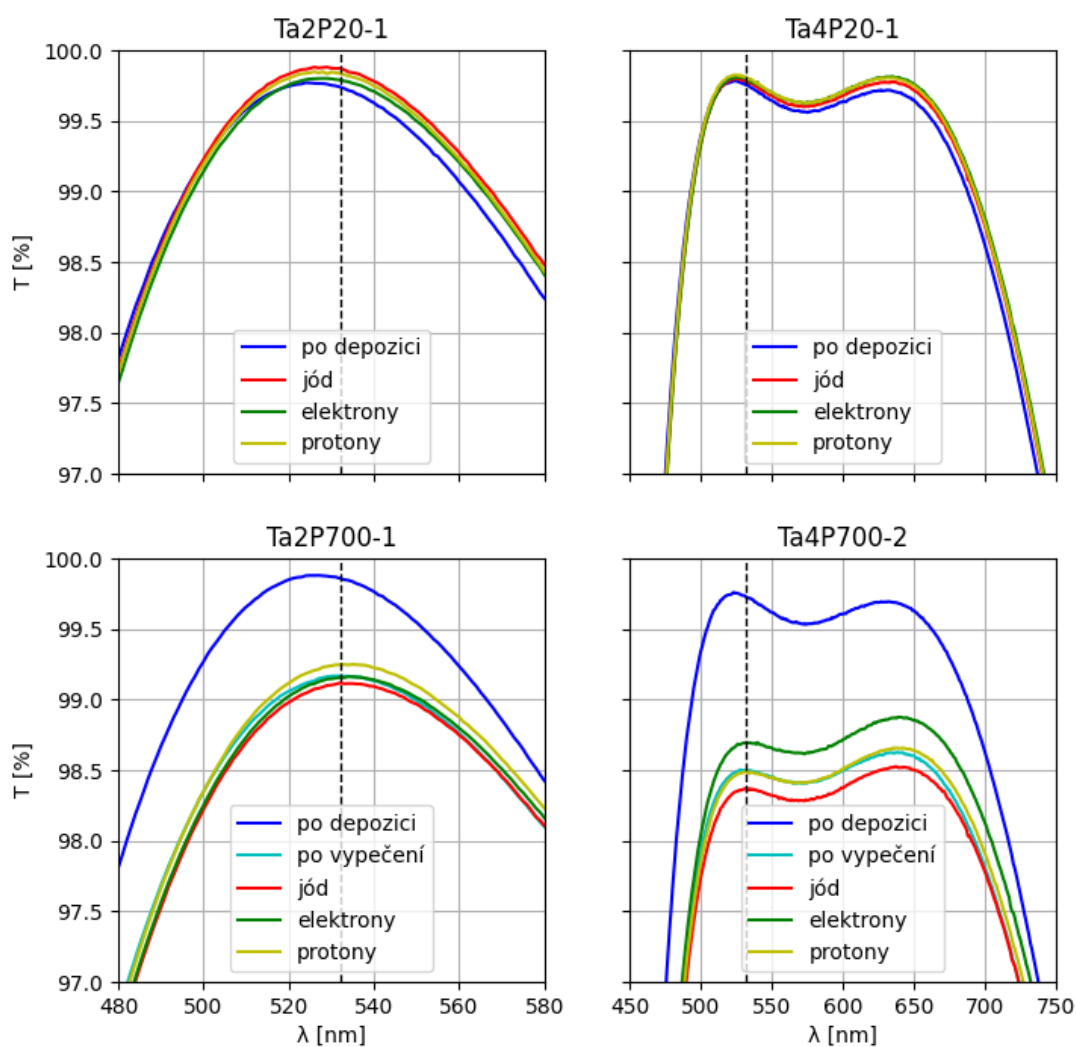 Ta2P20-1
Ta4P20-1
T [%]
100.0
99.5
99.0
98.5
98.0
97.5
97.0
po depozici
jód
elektrony
protony
po depozici
jód
elektrony
protony
Ta2P700-1
Ta4P700-2
T [%]
100.0
99.5
99.0
98.5
98.0
97.5
97.0
po depozici
po vypečení
jód
elektrony
protony
po depozici
po vypečení
jód
elektrony
protony
480 500 520 540 560 580
450 500 550 600 650 700 750
λ [nm]
λ [nm]